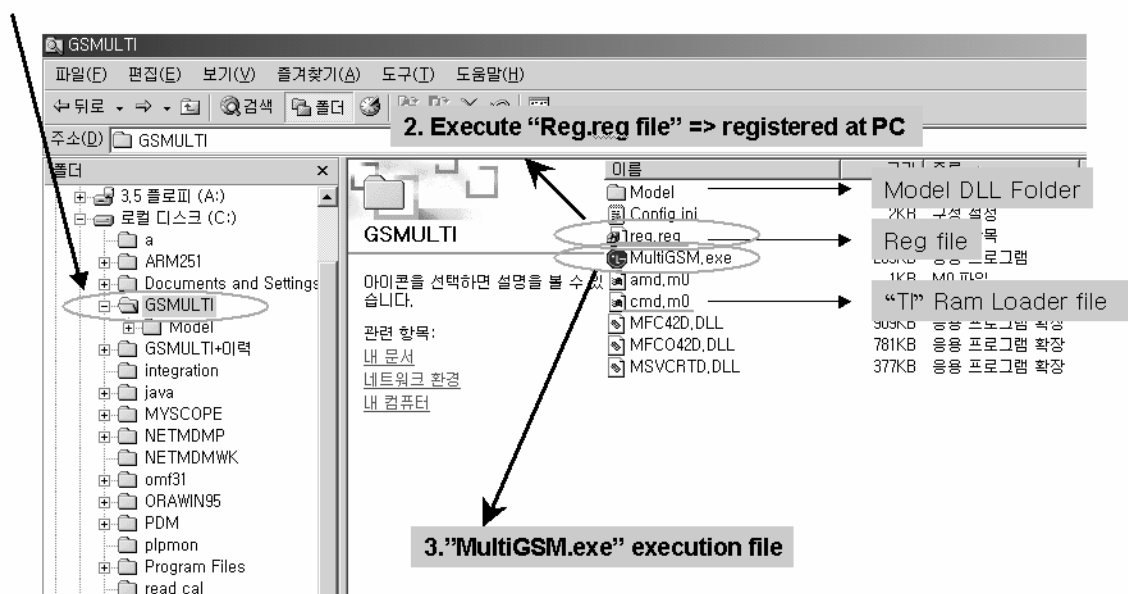 GSMULTI
파일(F) 편집(E) 보기(V) 즐겨찾기(A) 도구(T) 도움말(H)
뒤로 검색 폴더
2. Execute “Reg.reg file” => registered at PC
주소(D) GSMULTI
폴더 ×
3,5 플로피 (A:)
로컬 디스크 (C:)
a
ARM251
Documents and Settings
GSMULTI
Model
GSMULTI+이력
integration
java
MYSCOPE
NETMDMP
NETMDMWK
omf31
ORAWIN95
PDM
plpmon
Program Files
read cal
GSMULTI
아이콘을 선택하면 설명을 볼 수 있
습니다.
관련 항목:
내 문서
네트워크 환경
내 컴퓨터
이름
Model
Config.ini 2KB 구성 설정
reg.reg
MultiGSM.exe
amd,m0 1KB M0 파일
cmd,m0
MFC42D,DLL 909KB 응용 프로그램 확장
MFCO42D,DLL 781KB 응용 프로그램 확장
MSVCRTD,DLL 377KB 응용 프로그램 확장
Model DLL Folder
Reg file
“TI” Ram Loader file
3.”MultiGSM.exe” execution file